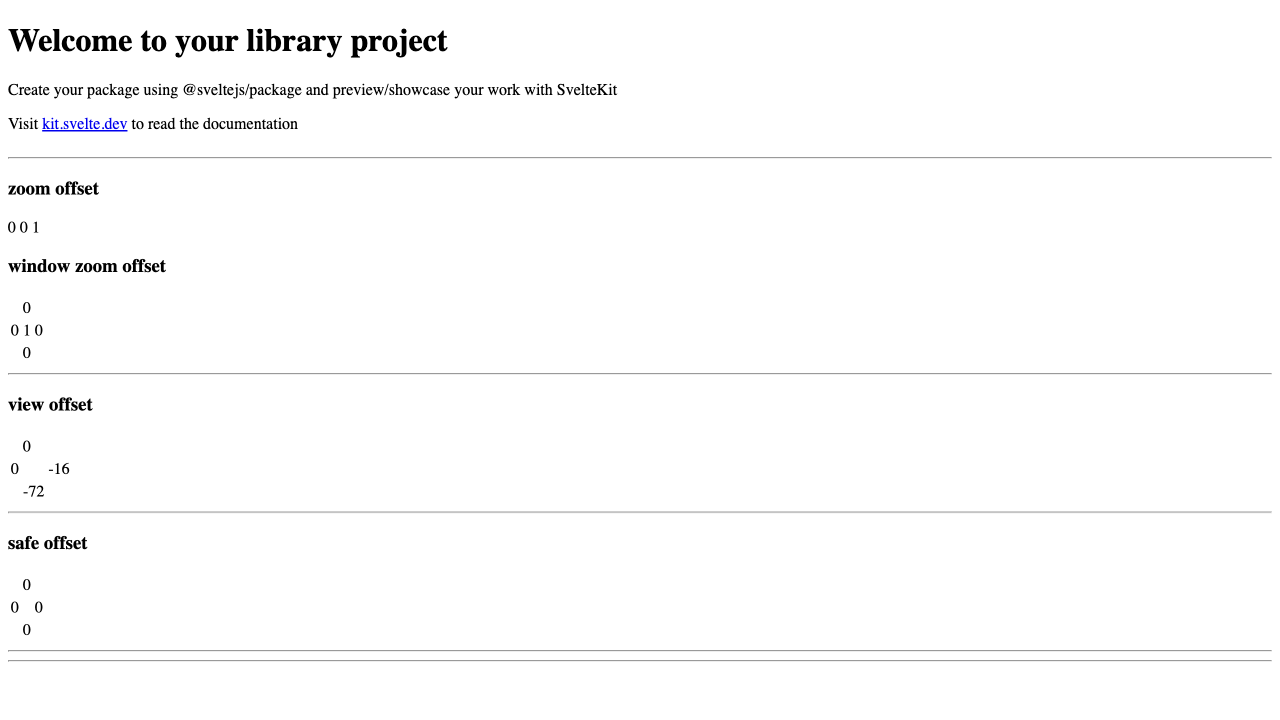 Welcome to your library project
Create your package using @sveltejs/package and preview/showcase your work with SvelteKit
Visit kit.svelte.dev to read the documentation
zoom offset
0 0 1
window zoom offset
0
0 1 0
0
view offset
0
0 -16
-72
safe offset
0
0 0
0